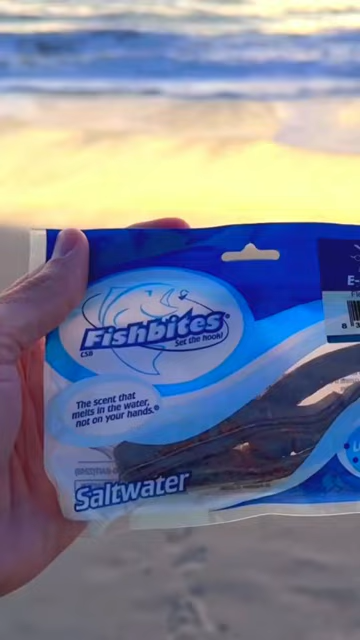 Fishbites®
Set the hook!
CSB
The scent that
melts in the water,
not on your hands.®
Saltwater
E-